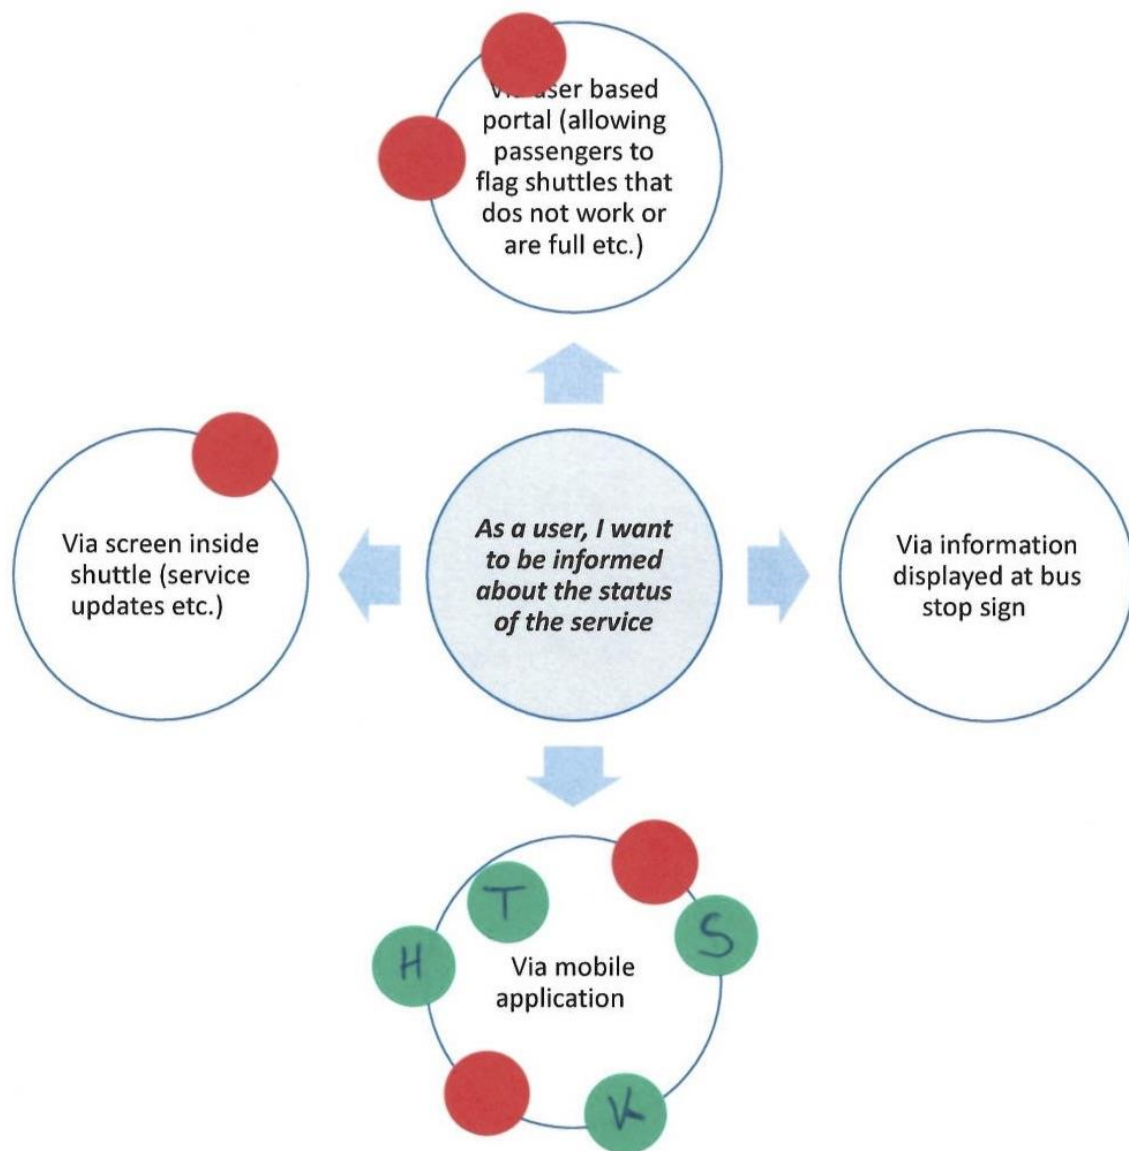 Via user based
portal (allowing
passengers to
flag shuttles that
dos not work or
are full etc.)
Via screen inside
shuttle (service
updates etc.)
As a user, I want
to be informed
about the status
of the service
Via information
displayed at bus
stop sign
T
S
H
Via mobile
application
K